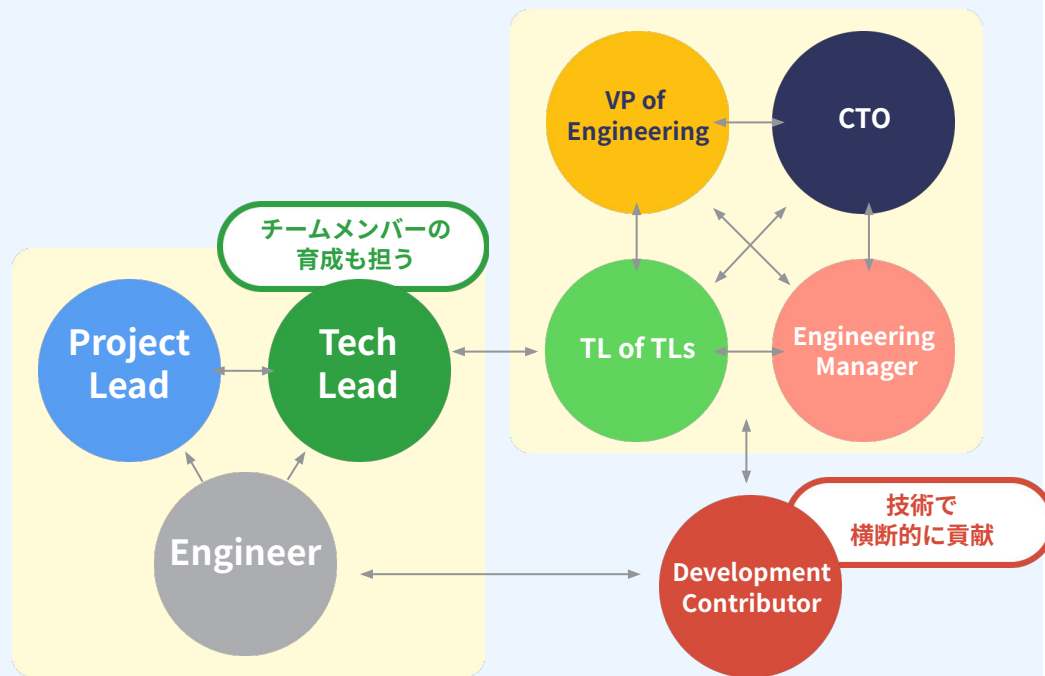 VP of
Engineering
CTO
チームメンバーの
育成も担う
Project
Lead
Tech
Lead
TL of TLs
Engineering
Manager
Engineer
技術で
横断的に貢献
Development
Contributor